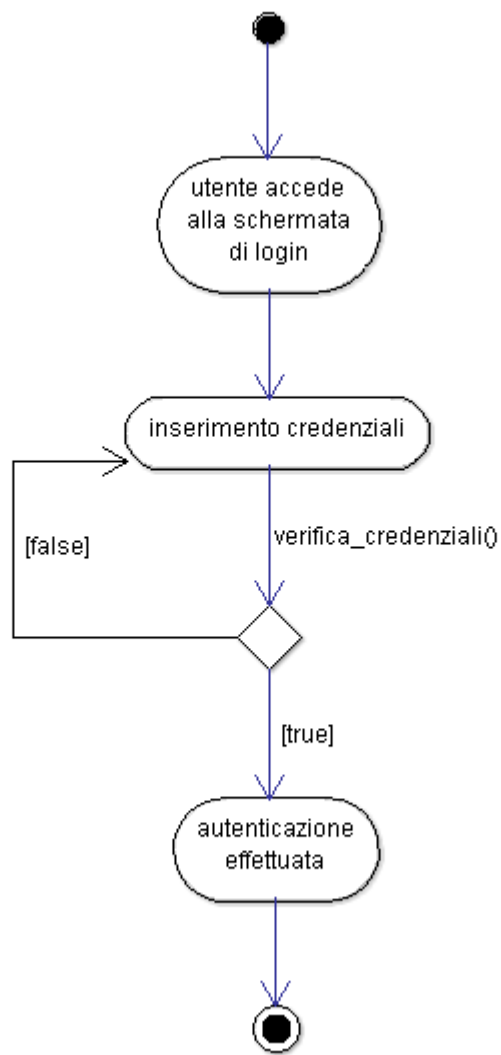 utente accede
alla schermata
di login
inserimento credenziali
[false]
verifica_credenziali()
[true]
autenticazione
effettuata